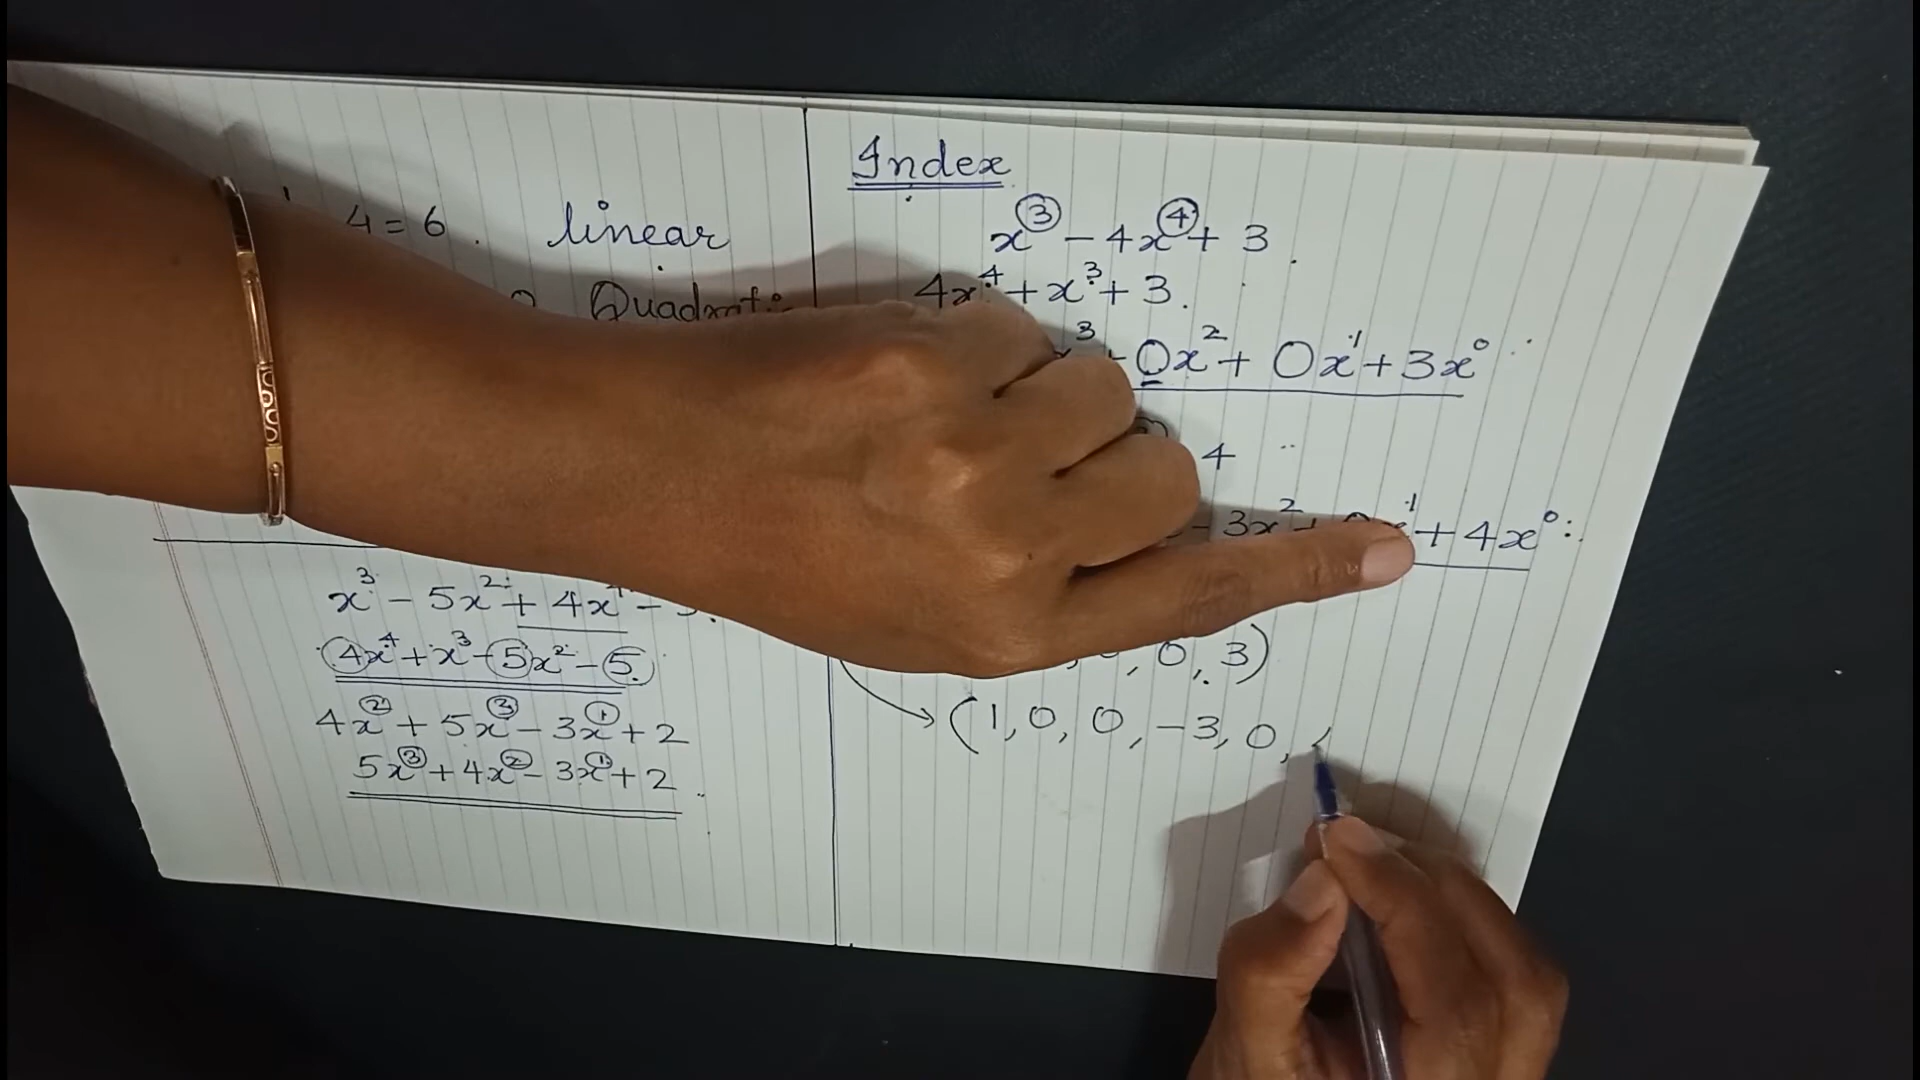 4 = 6. linear
Quadrati
x³ - 5x² + 4x
4x⁴ + x³ - 5x² - 5.
4x² + 5x³ - 3x¹ + 2
5x³ + 4x² - 3x¹ + 2
Index
x³ - 4x⁴ + 3
4x⁴ + x³ + 3.
0x² + 0x¹ + 3x⁰
4
- 3x² + + 4x⁰
, 0, 3)
(1, 0, 0, -3, 0,